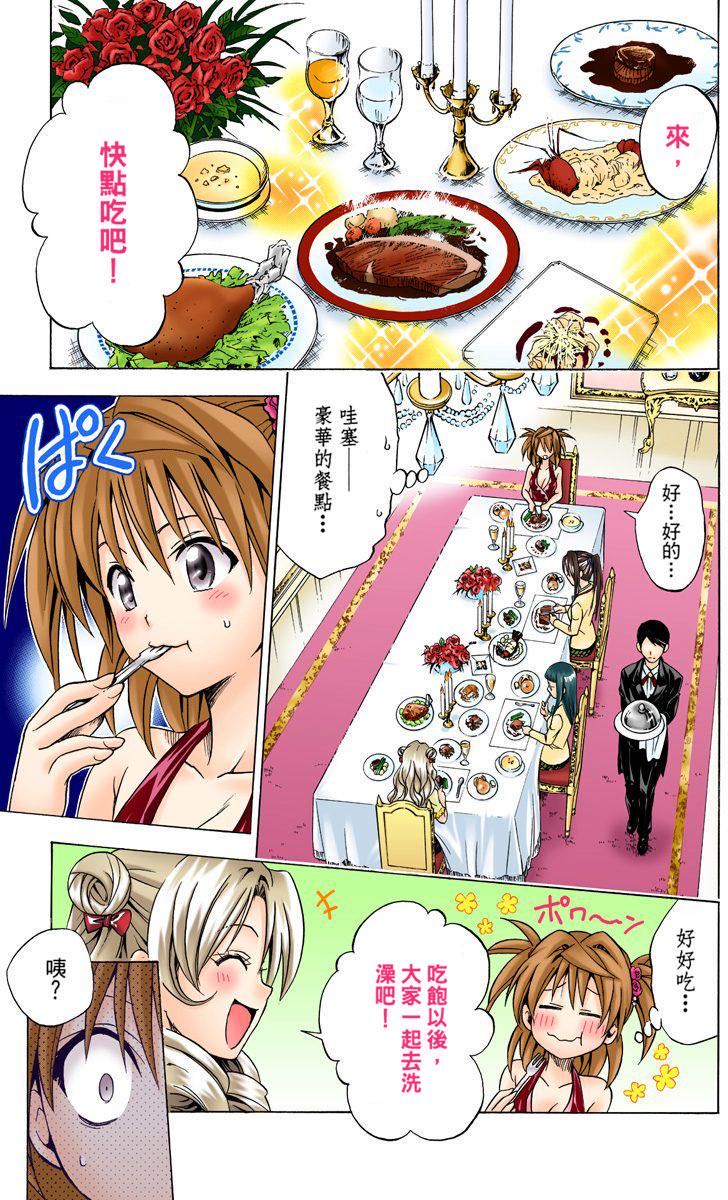 來，
快點吃吧！
好…好的…
哇塞——
豪華的餐點…
ぱく
好好吃…
ポワ〜ン
吃飽以後，
大家一起去洗
澡吧！
咦？